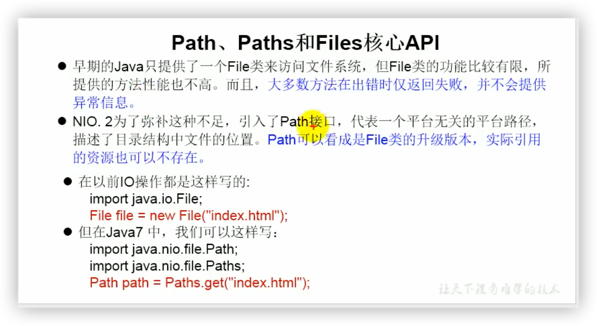 Path、Paths和Files核心API
● 早期的Java只提供了一个File类来访问文件系统，但File类的功能比较有限，所
提供的方法性能也不高。而且，大多数方法在出错时仅返回失败，并不会提供
异常信息。
● NIO. 2为了弥补这种不足，引入了Path接口，代表一个平台无关的平台路径，
描述了目录结构中文件的位置。Path可以看成是File类的升级版本，实际引用
的资源也可以不存在。
● 在以前IO操作都是这样写的:
import java.io.File;
File file = new File("index.html");
● 但在Java7 中，我们可以这样写：
import java.nio.file.Path;
import java.nio.file.Paths;
Path path = Paths.get("index.html");
让天下没有难学的技术